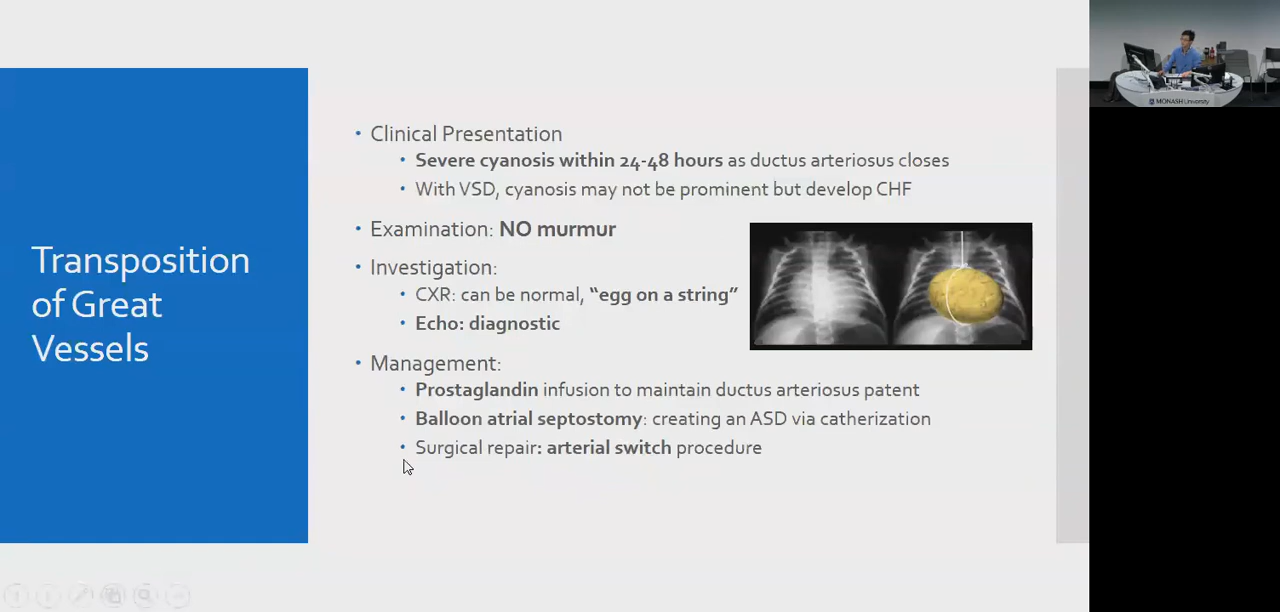 Transposition
of Great
Vessels
Clinical Presentation
Severe cyanosis within 24-48 hours as ductus arteriosus closes
With VSD, cyanosis may not be prominent but develop CHF
Examination: NO murmur
Investigation:
CXR: can be normal, “egg on a string”
Echo: diagnostic
Management:
Prostaglandin infusion to maintain ductus arteriosus patent
Balloon atrial septostomy: creating an ASD via catherization
Surgical repair: arterial switch procedure
MONASH University